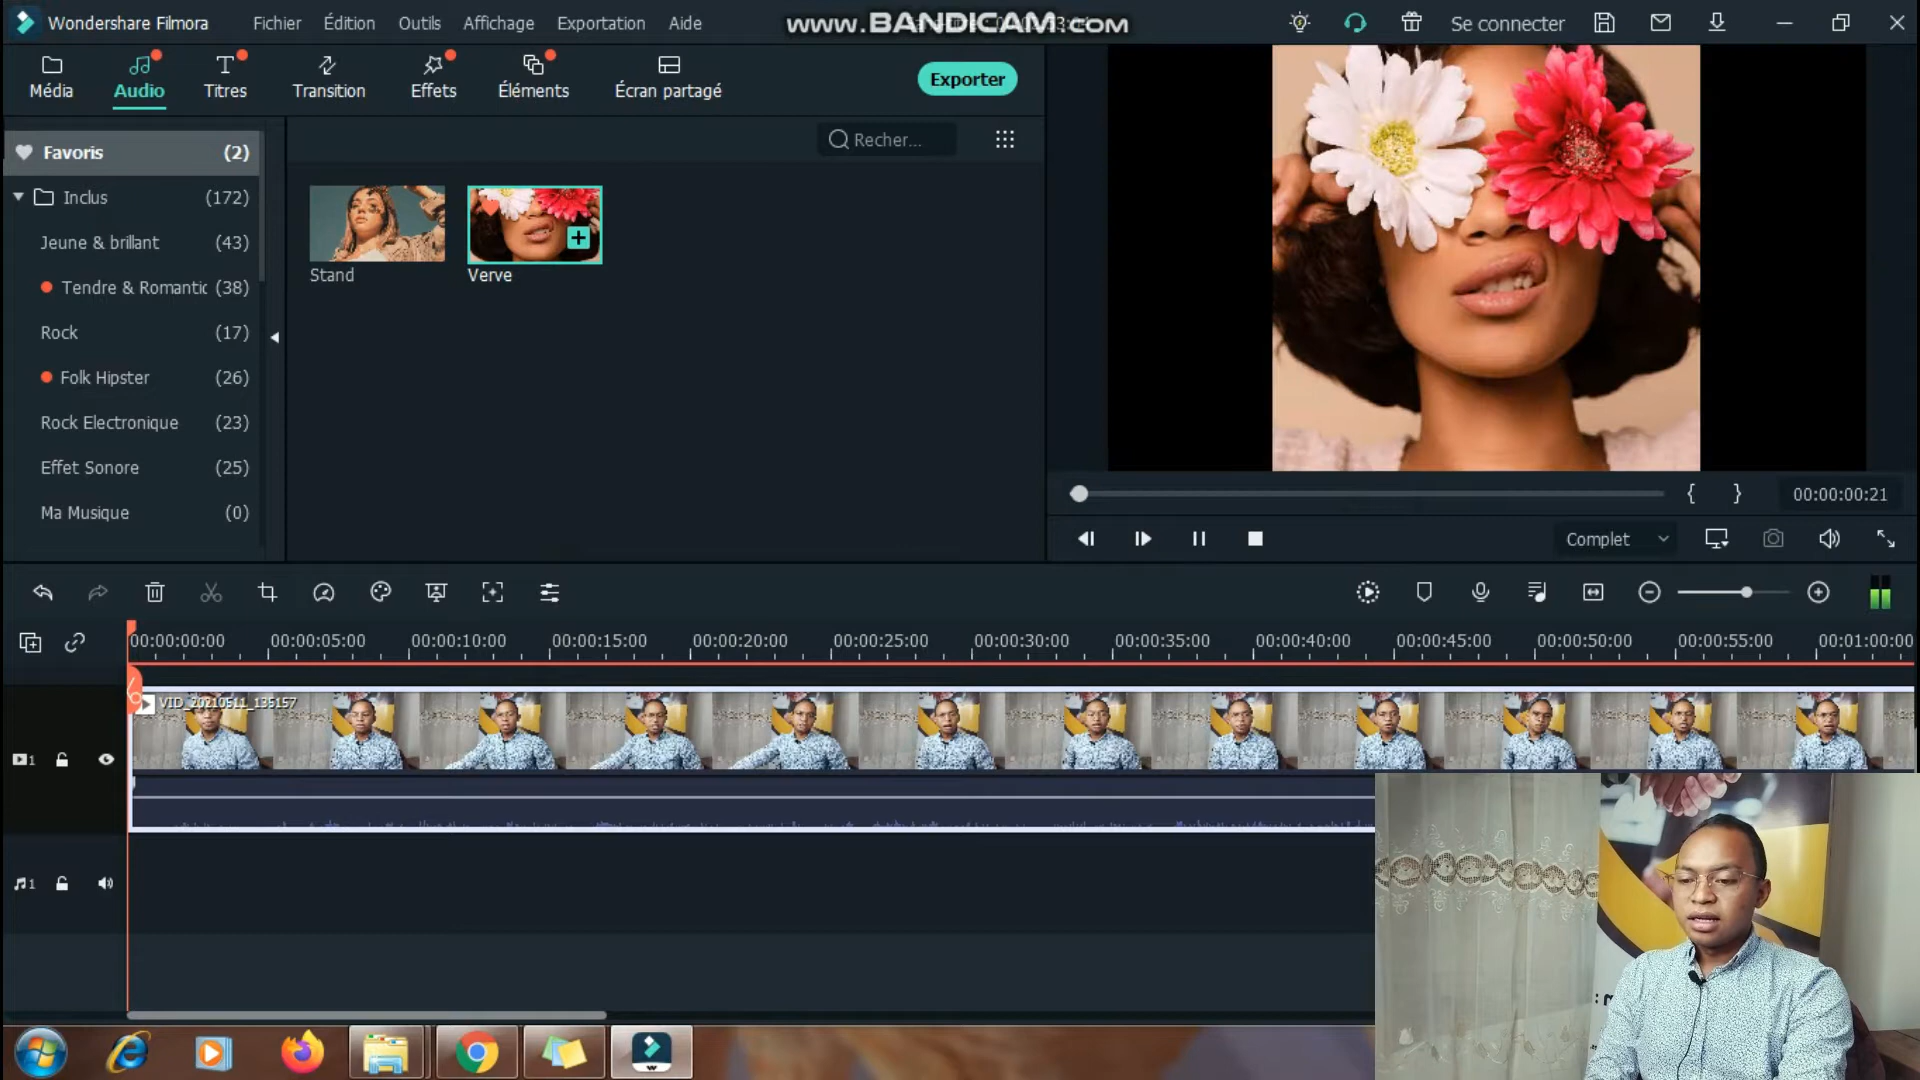 Wondershare Filmora
Fichier
Édition
Outils
Affichage
Exportation
Aide
www.BANDICAM.com
Se connecter
Média
Audio
Titres
Transition
Effets
Éléments
Écran partagé
Exporter
Favoris (2)
Recher...
Inclus (172)
Jeune & brillant (43)
Tendre & Romantic (38)
Rock (17)
Folk Hipster (26)
Rock Electronique (23)
Effet Sonore (25)
Ma Musique (0)
Stand
Verve
{ }
00:00:00:21
Complet
00:00:00:00
00:00:05:00
00:00:10:00
00:00:15:00
00:00:20:00
00:00:25:00
00:00:30:00
00:00:35:00
00:00:40:00
00:00:45:00
00:00:50:00
00:00:55:00
00:01:00:00
VID_20210511_135157
1
1